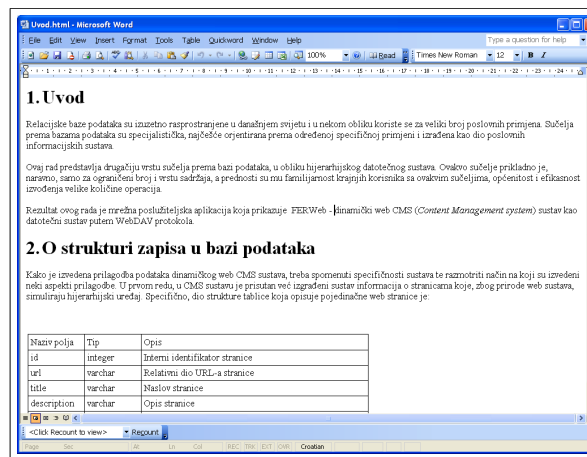 Uvod.html - Microsoft Word
File Edit View Insert Format Tools Table Quickword Window Help
Type a question for help
100% Read Times New Roman 12 B I
1. Uvod
Relacijske baze podataka su izuzetno rasprostranjene u današnjem svijetu i u nekom obliku koriste se za veliki broj poslovnih primjena. Sučelja
prema bazama podataka su specijalistička, najčešće orjentirana prema određenoj specifičnoj primjeni i izrađena kao dio poslovnih
informacijskih sustava.
Ovaj rad predstavlja drugačiju vrstu sučelja prema bazi podataka, u obliku hijerarhijskog datotečnog sustava. Ovakvo sučelje prikladno je,
naravno, samo za ograničeni broj i vrstu sadržaja, a prednosti su mu familijarnost krajnjih korisnika sa ovakvim sučeljima, općenitost i efikasnost
izvođenja velike količine operacija.
Rezultat ovog rada je mrežna poslužiteljska aplikacija koja prikazuje FERWeb - dinamički web CMS (Content Management system) sustav kao
datotečni sustav putem WebDAV protokola.
2. O strukturi zapisa u bazi podataka
Kako je izvedena prilagodba podataka dinamičkog web CMS sustava, treba spomenuti specifičnosti sustava te razmotriti način na koji su izvedeni
neki aspekti prilagodbe. U prvom redu, u CMS sustavu je prisutan već izgrađeni sustav informacija o stranicama koje, zbog prirode web sustava,
simuliraju hijerarhijski uređaj. Specifično, dio strukture tablice koja opisuje pojedinačne web stranice je:
Naziv polja Tip Opis
id integer Interni identifikator stranice
url varchar Relativni dio URL-a stranice
title varchar Naslov stranice
description varchar Opis stranice
<Click Recount to view> Recount
Page Sec At Ln Col REC TRK EXT OVR Croatian